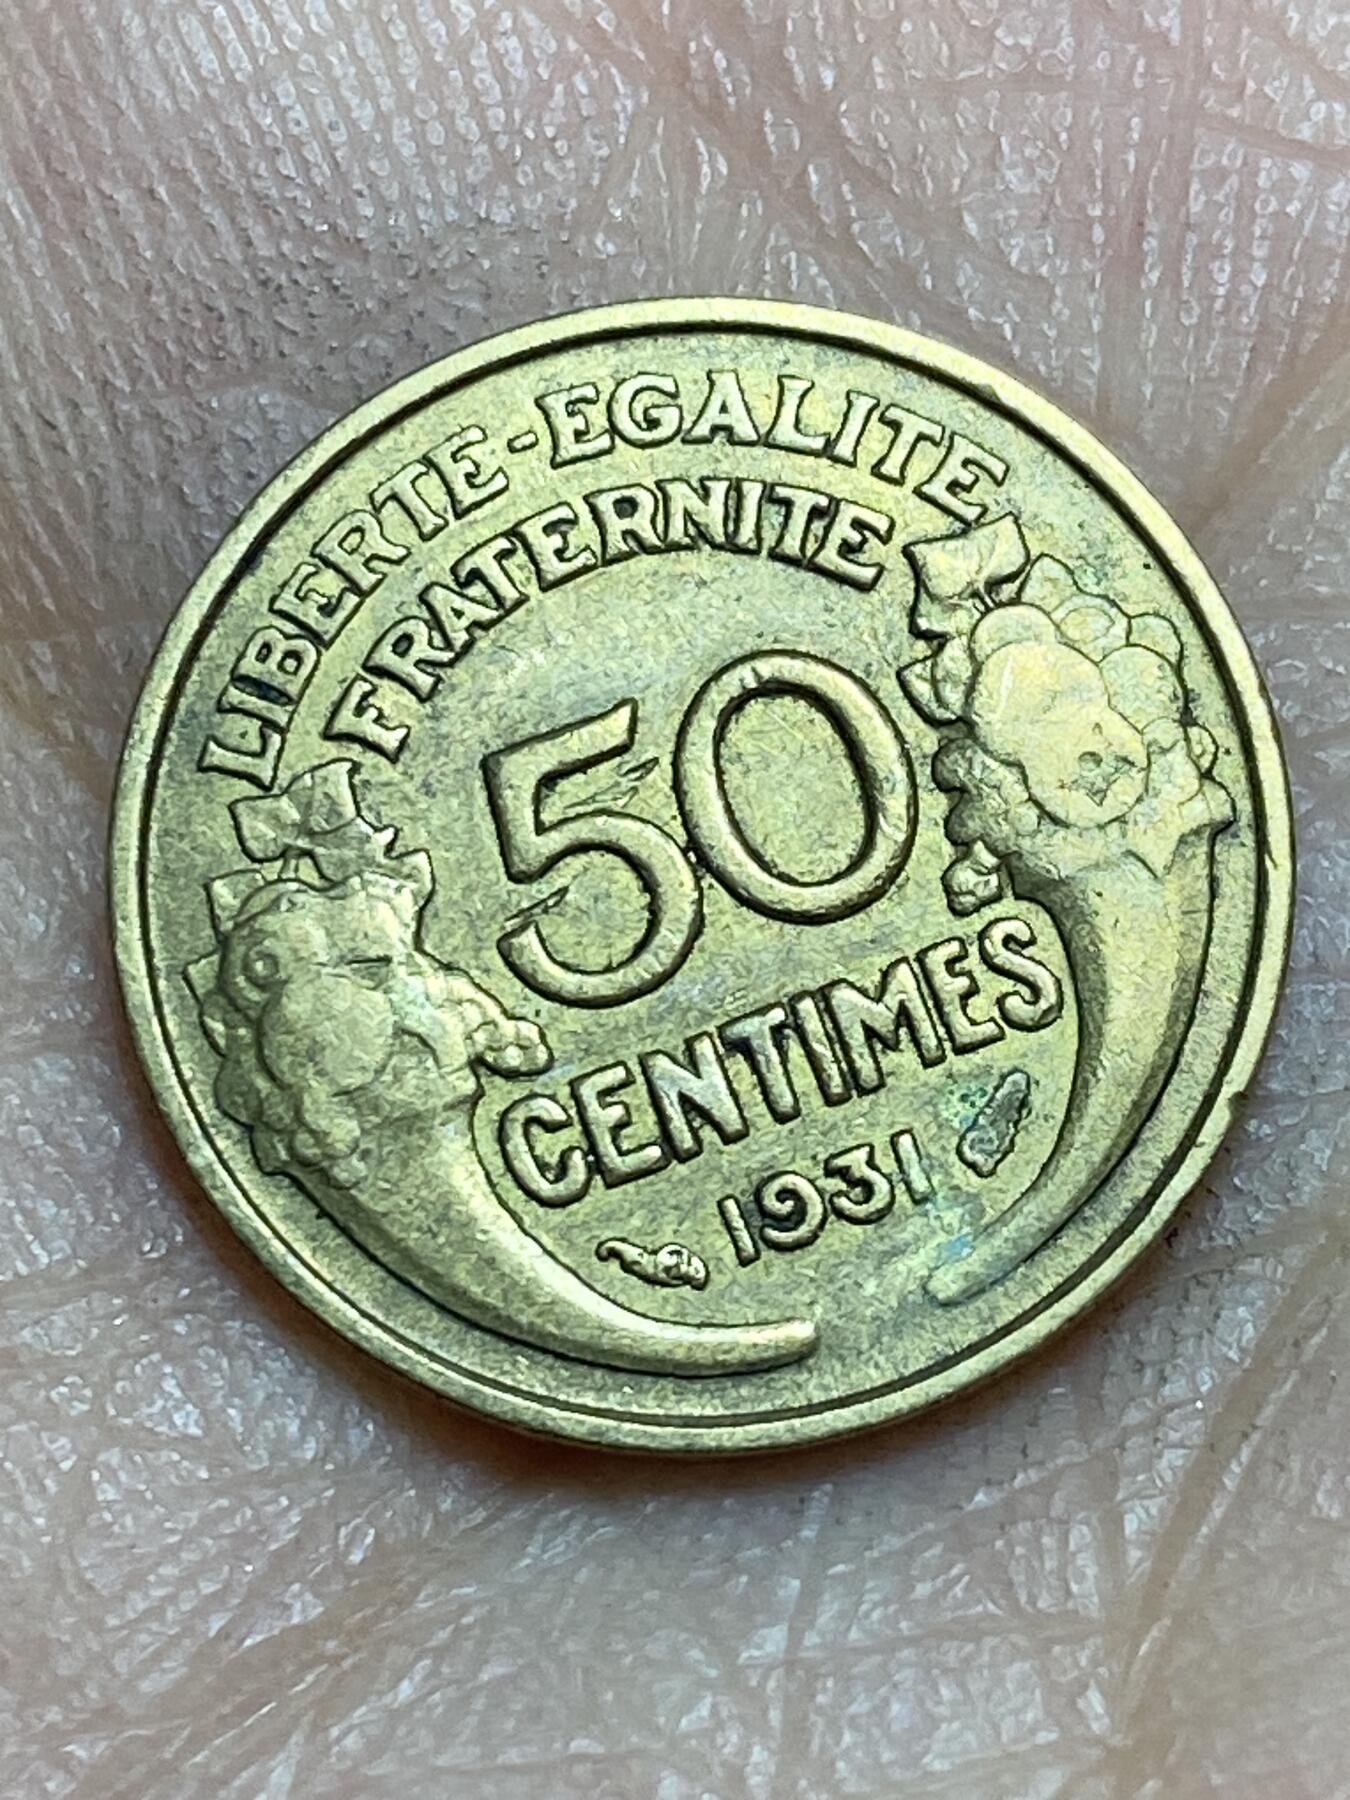 LIBERTE-EGALITE
FRATERNITE
50
CENTIMES
1931